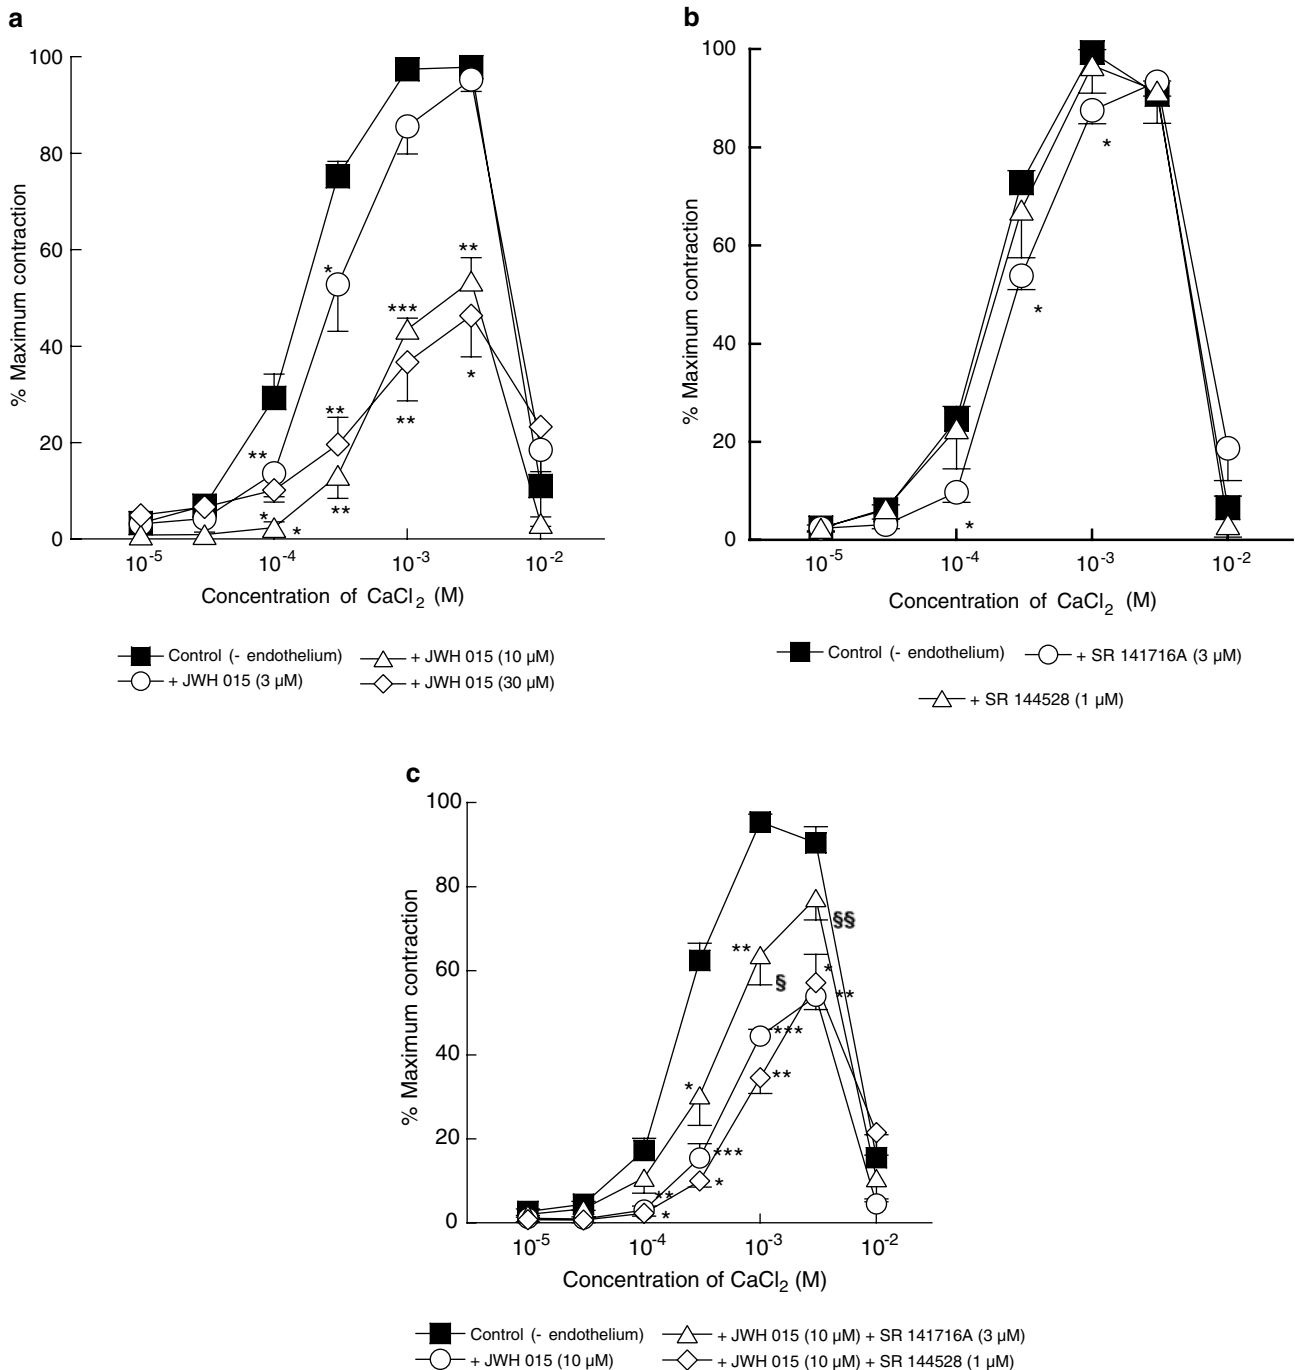 a
100
80
60
40
20
0
% Maximum contraction
*
**
***
**
**
**
*
**
*
**
*
10-5
10-4
10-3
10-2
Concentration of CaCl2 (M)
Control (- endothelium)
+ JWH 015 (3 µM)
+ JWH 015 (10 µM)
+ JWH 015 (30 µM)
b
100
80
60
40
20
0
% Maximum contraction
*
*
*
10-5
10-4
10-3
10-2
Concentration of CaCl2 (M)
Control (- endothelium)
+ SR 141716A (3 µM)
+ SR 144528 (1 µM)
c
100
80
60
40
20
0
% Maximum contraction
§§
**
§
*
**
***
**
*
***
*
**
*
10-5
10-4
10-3
10-2
Concentration of CaCl2 (M)
Control (- endothelium)
+ JWH 015 (10 µM)
+ JWH 015 (10 µM) + SR 141716A (3 µM)
+ JWH 015 (10 µM) + SR 144528 (1 µM)